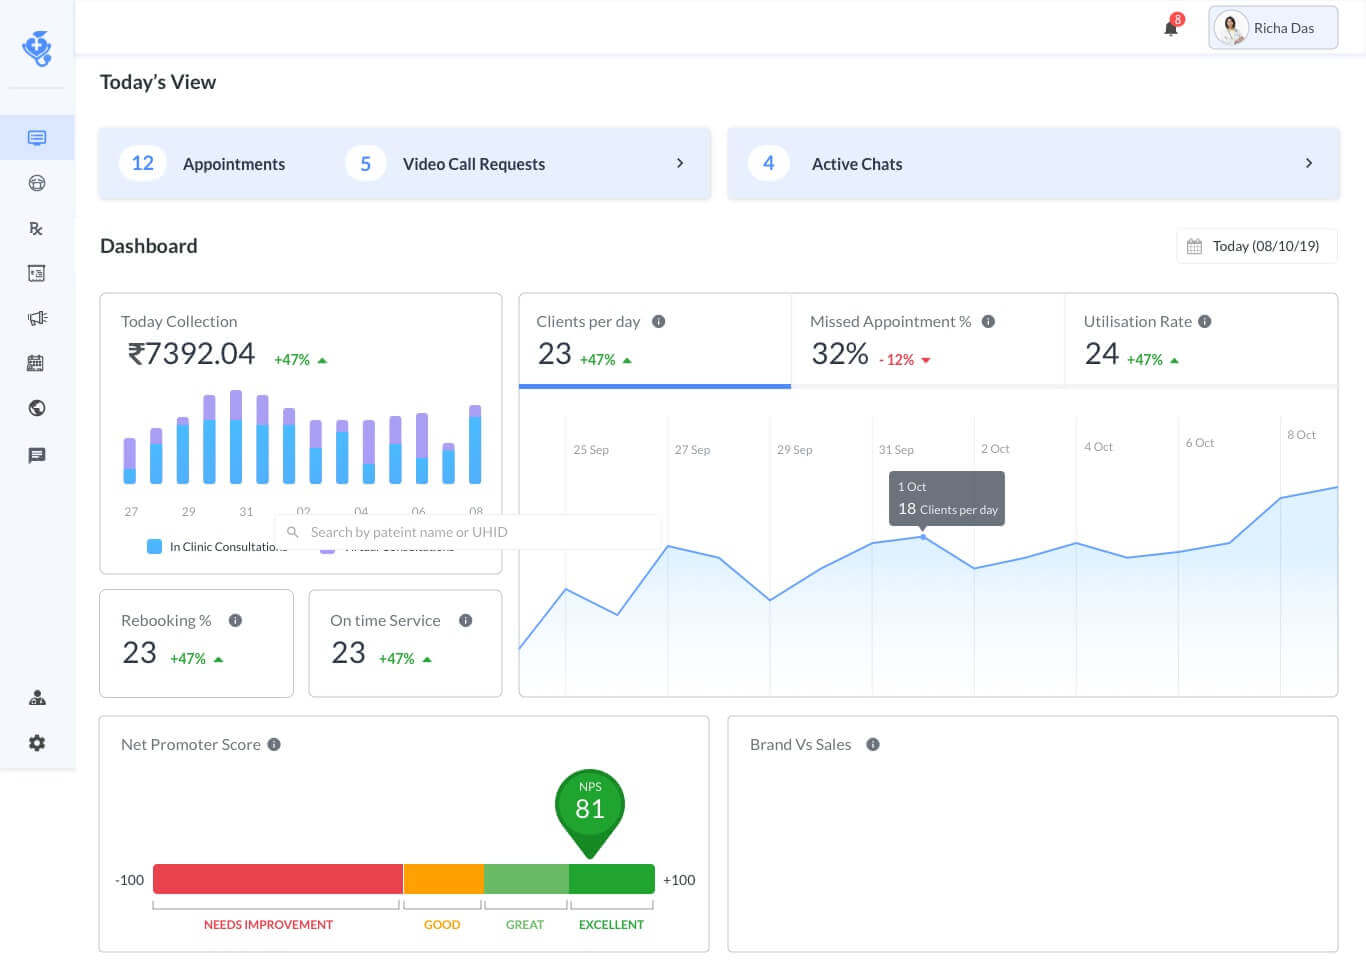 8
Richa Das
Today's View
12 Appointments
5 Video Call Requests
4 Active Chats
Dashboard
Today (08/10/19)
Today Collection
₹7392.04 +47%
27 29 31 02 04 06 08
In Clinic Consultations
Search by pateint name or UHID
Clients per day
23 +47%
Missed Appointment %
32% - 12%
Utilisation Rate
24 +47%
25 Sep
27 Sep
29 Sep
31 Sep
2 Oct
4 Oct
6 Oct
8 Oct
1 Oct
18 Clients per day
Rebooking %
23 +47%
On time Service
23 +47%
Net Promoter Score
NPS
81
-100
+100
NEEDS IMPROVEMENT
GOOD
GREAT
EXCELLENT
Brand Vs Sales